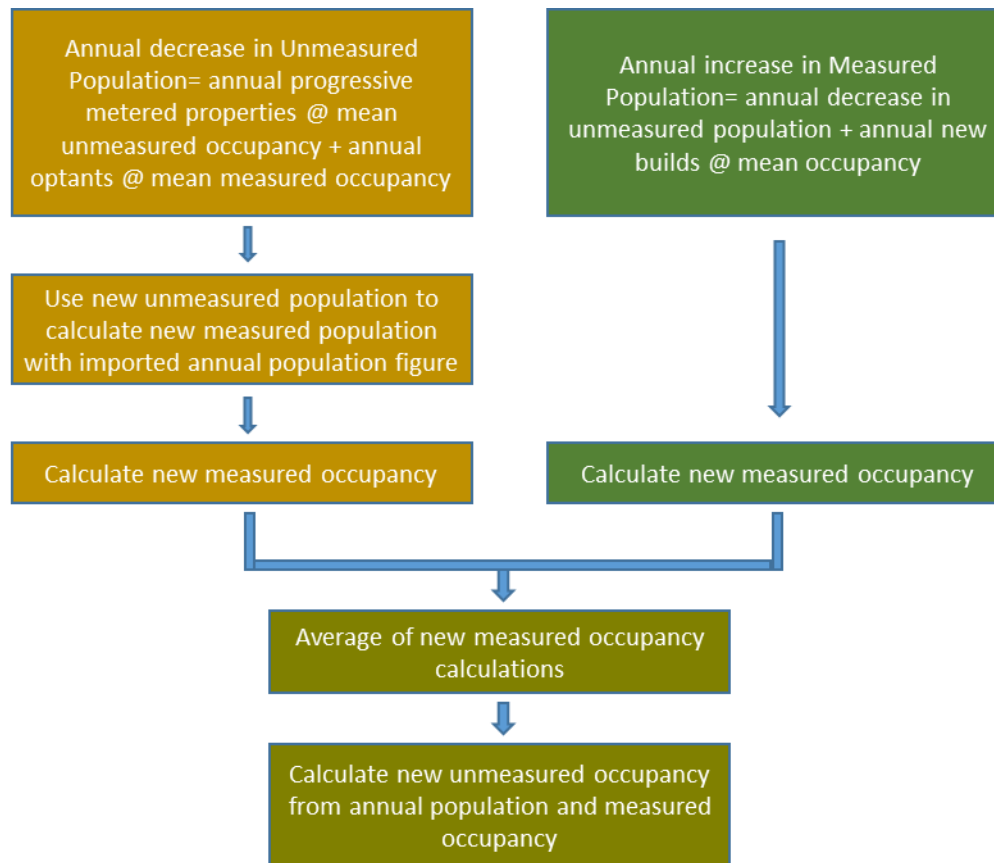 Annual decrease in Unmeasured
Population= annual progressive
metered properties @ mean
unmeasured occupancy + annual
optants @ mean measured occupancy
Annual increase in Measured
Population= annual decrease in
unmeasured population + annual new
builds @ mean occupancy
Use new unmeasured population to
calculate new measured population
with imported annual population figure
Calculate new measured occupancy
Calculate new measured occupancy
Average of new measured occupancy
calculations
Calculate new unmeasured occupancy
from annual population and measured
occupancy